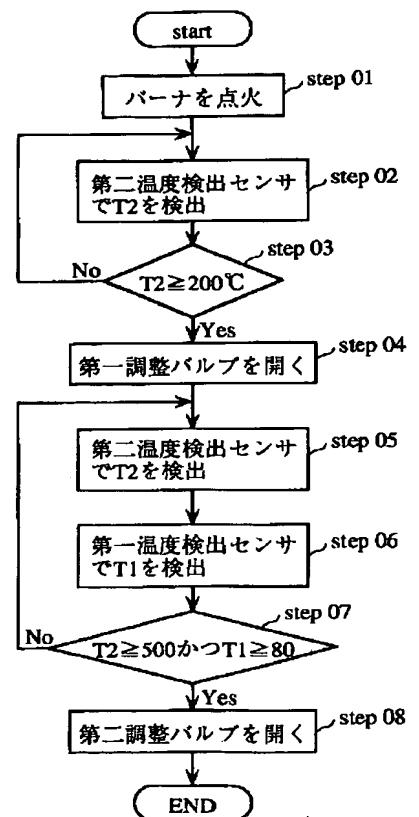 start
バーナを点火
step 01
第二温度検出センサ
でT2を検出
step 02
step 03
No
T2≧200℃
Yes
第一調整バルブを開く
step 04
第二温度検出センサ
でT2を検出
step 05
第一温度検出センサ
でT1を検出
step 06
step 07
No
T2≧500かつT1≧80
Yes
第二調整バルブを開く
step 08
END